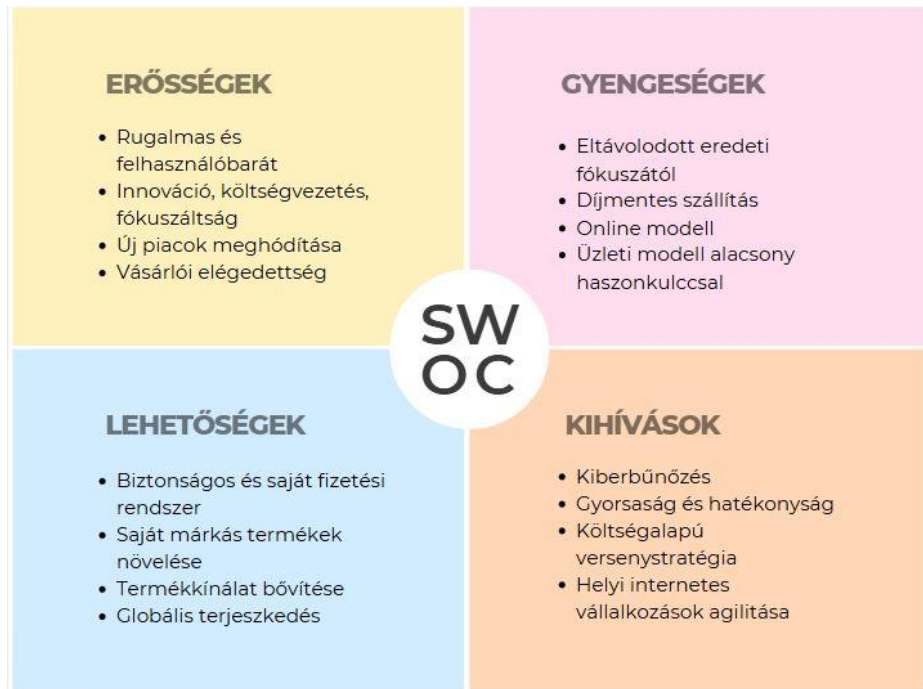 ERŐSSÉGEK
• Rugalmas és
felhasználóbarát
• Innováció, költségvezetés,
fókuszáltság
• Új piacok meghódítása
• Vásárlói elégedettség
GYENGESÉGEK
• Eltávolodott eredeti
fókuszától
• Díjmentes szállítás
• Online modell
• Üzleti modell alacsony
haszonkulccsal
SW
OC
LEHETŐSÉGEK
• Biztonságos és saját fizetési
rendszer
• Saját márkás termékek
növelése
• Termékkínálat bővítése
• Globális terjeszkedés
KIHÍVÁSOK
• Kiberbűnőzés
• Gyorsaság és hatékonyság
• Költségalapú
versenystratégia
• Helyi internetes
vállalkozások agilitása